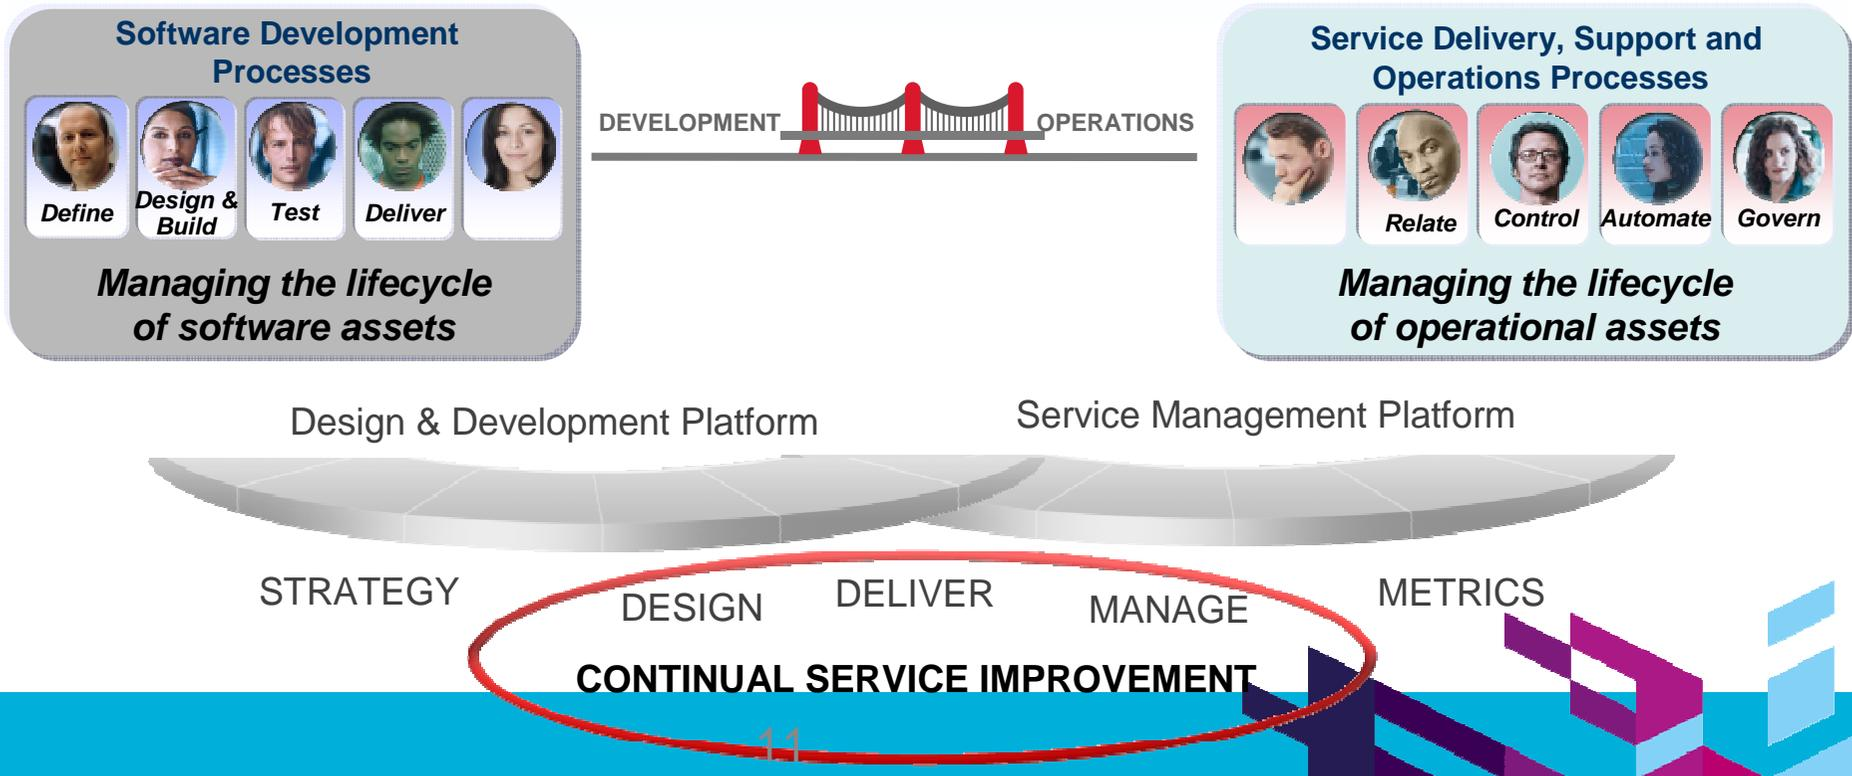 Software Development
Processes
Define
Design &
Build
Test
Deliver
Managing the lifecycle
of software assets
DEVELOPMENT
OPERATIONS
Service Delivery, Support and
Operations Processes
Relate
Control
Automate
Govern
Managing the lifecycle
of operational assets
Design & Development Platform
Service Management Platform
STRATEGY
DESIGN
DELIVER
MANAGE
METRICS
CONTINUAL SERVICE IMPROVEMENT
11